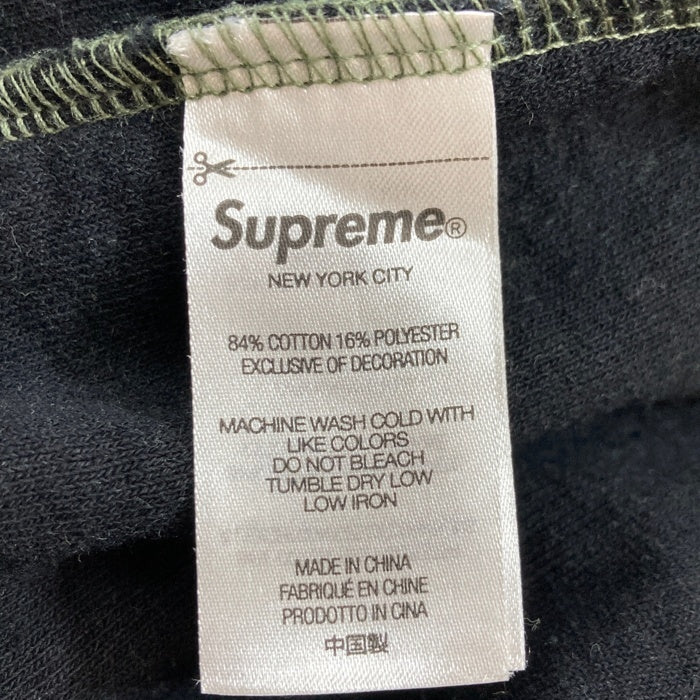 Supreme®
NEW YORK CITY
84% COTTON 16% POLYESTER
EXCLUSIVE OF DECORATION
MACHINE WASH COLD WITH
LIKE COLORS
DO NOT BLEACH
TUMBLE DRY LOW
LOW IRON
MADE IN CHINA
FABRIQUÉ EN CHINE
PRODOTTO IN CINA
中国製